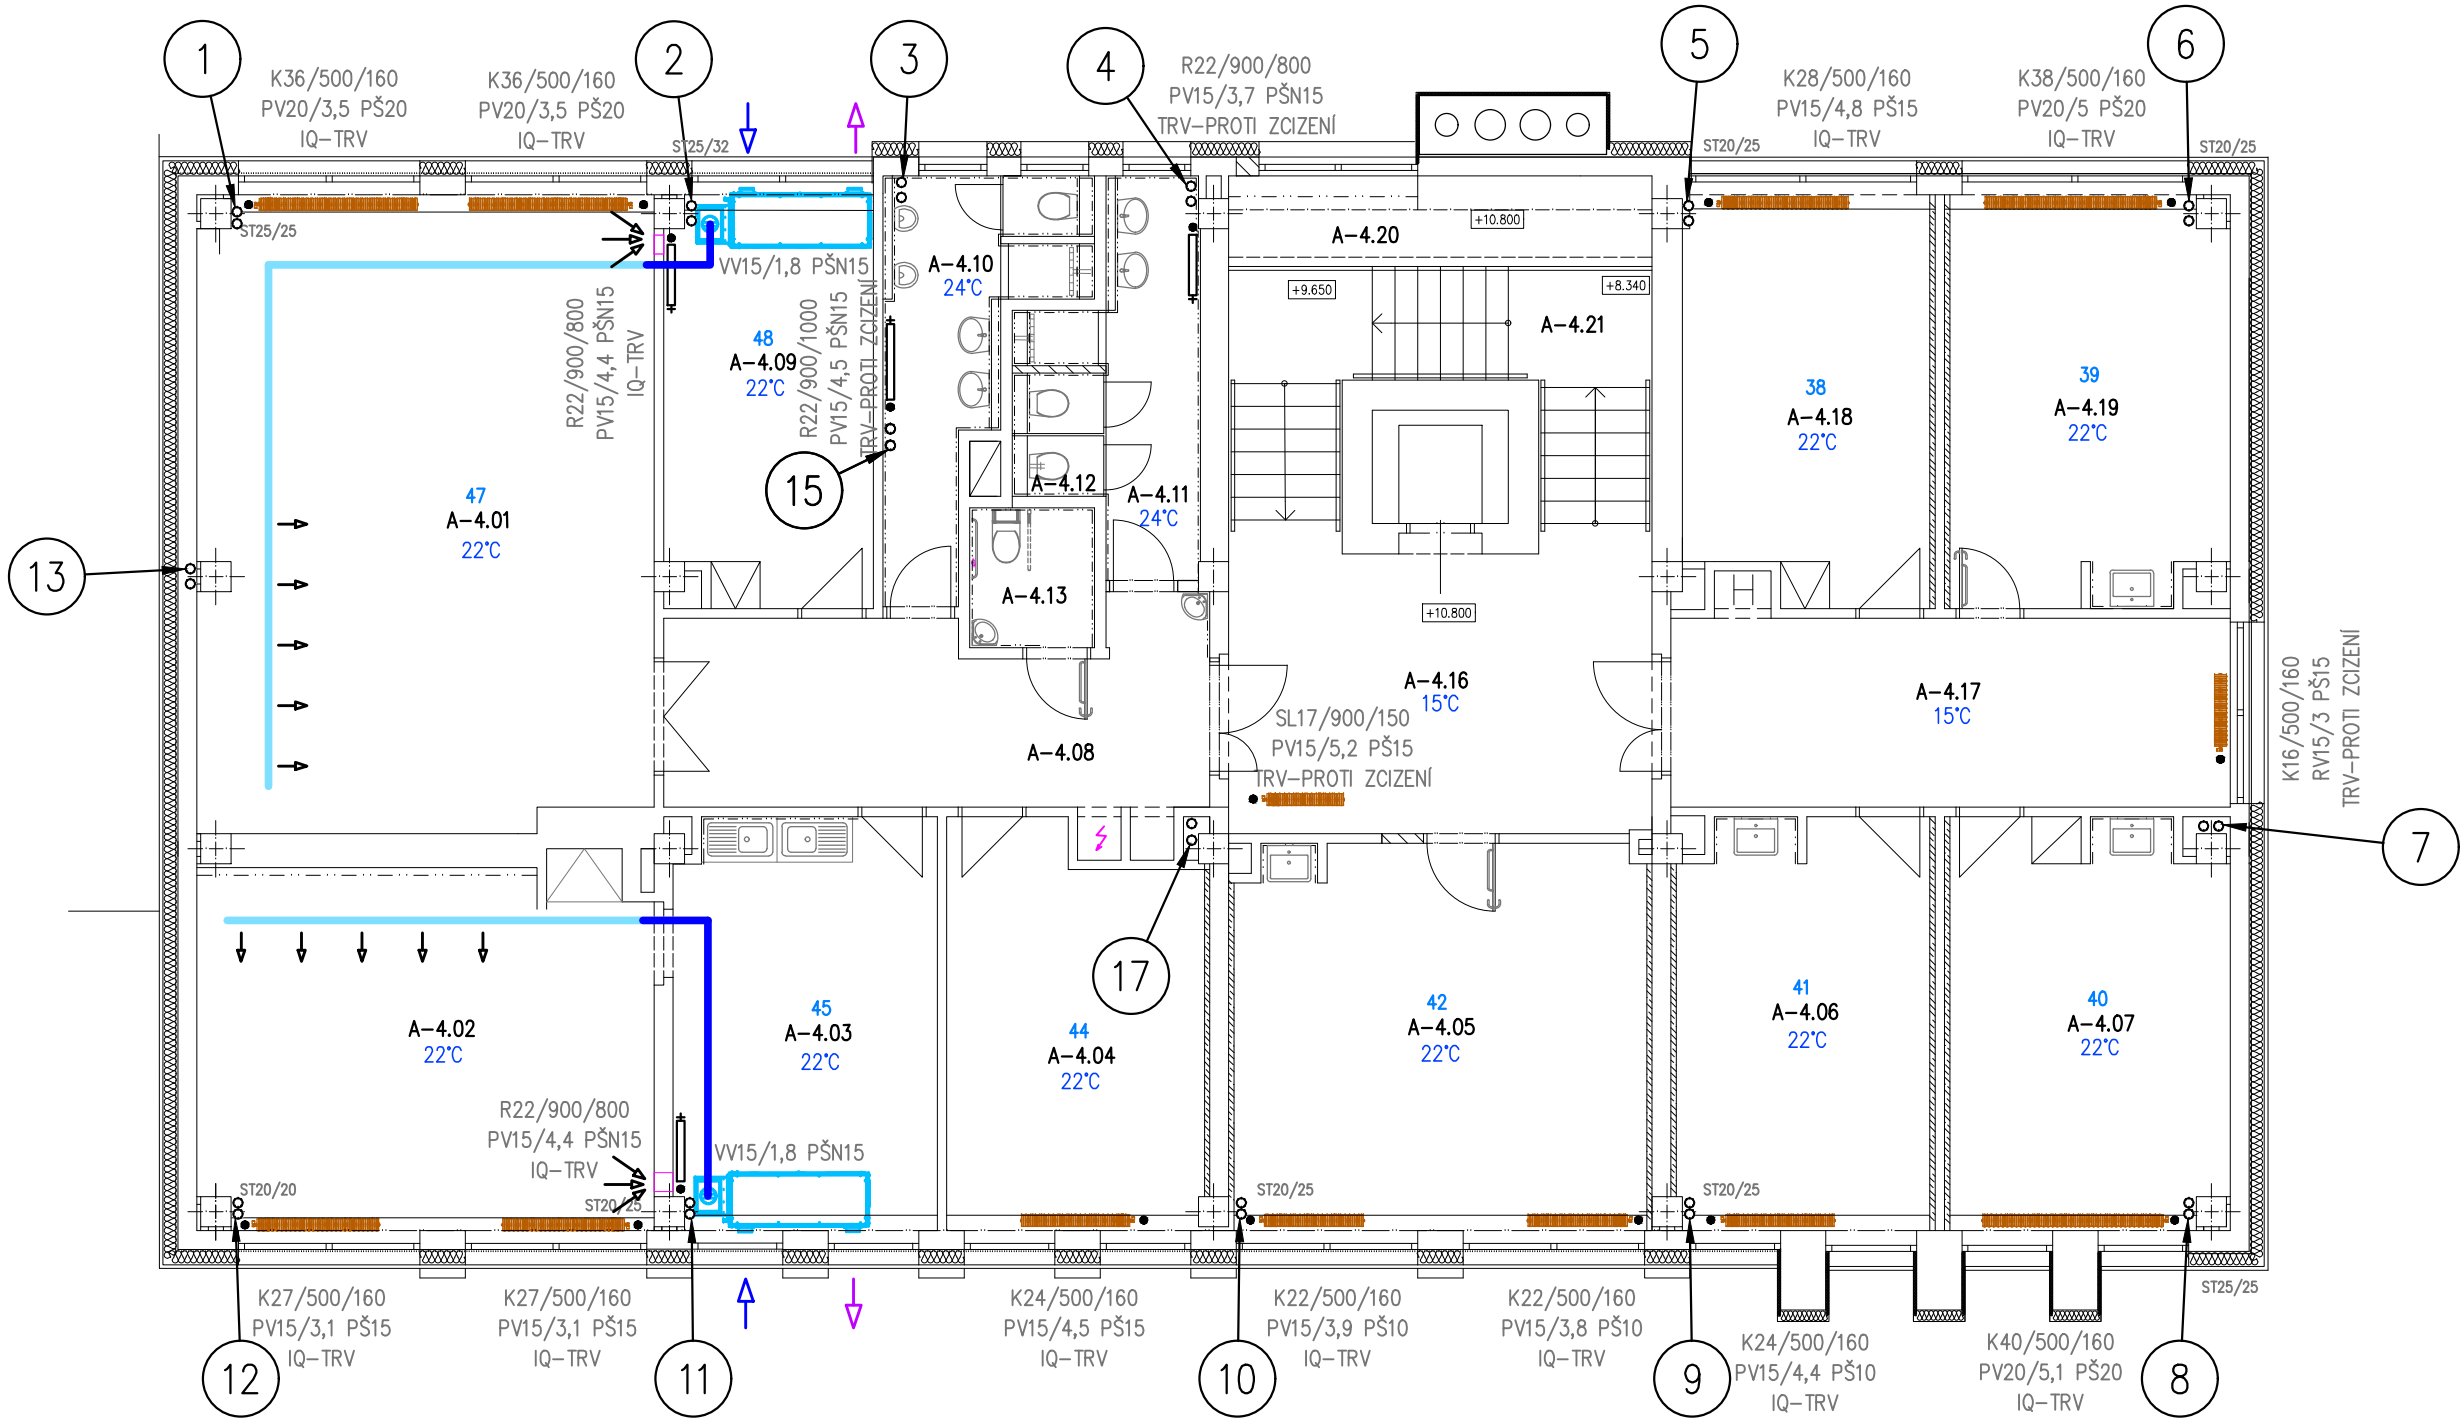 1
2
3
4
5
6
K36/500/160
PV20/3,5 PŠ20
IQ-TRV
K36/500/160
PV20/3,5 PŠ20
IQ-TRV
R22/900/800
PV15/3,7 PŠN15
TRV-PROTI ZCIZENÍ
K28/500/160
PV15/4,8 PŠ15
IQ-TRV
K38/500/160
PV20/5 PŠ20
IQ-TRV
ST25/32
ST20/25
ST20/25
ST25/25
VV15/1,8 PŠN15
R22/900/800
PV15/4,4 PŠN15
IQ-TRV
48
A-4.09
22°C
R22/900/1000
PV15/4,5 PŠN15
TRV-PROTI ZCIZENÍ
A-4.10
24°C
A-4.20
+10.800
+9.650
+8.340
A-4.21
38
A-4.18
22°C
39
A-4.19
22°C
15
47
A-4.01
22°C
A-4.12
A-4.11
24°C
13
A-4.13
+10.800
A-4.16
15°C
A-4.17
15°C
K16/500/160
RV15/3 PŠ15
TRV-PROTI ZCIZENÍ
SL17/900/150
PV15/5,2 PŠ15
TRV-PROTI ZCIZENÍ
A-4.08
7
17
A-4.02
22°C
45
A-4.03
22°C
44
A-4.04
22°C
42
A-4.05
22°C
41
A-4.06
22°C
40
A-4.07
22°C
R22/900/800
PV15/4,4 PŠN15
IQ-TRV
VV15/1,8 PŠN15
ST20/20
ST20/25
ST20/25
ST20/25
ST25/25
K27/500/160
PV15/3,1 PŠ15
IQ-TRV
K27/500/160
PV15/3,1 PŠ15
IQ-TRV
K24/500/160
PV15/4,5 PŠ15
IQ-TRV
K22/500/160
PV15/3,9 PŠ10
IQ-TRV
K22/500/160
PV15/3,8 PŠ10
IQ-TRV
K24/500/160
PV15/4,4 PŠ10
IQ-TRV
K40/500/160
PV20/5,1 PŠ20
IQ-TRV
12
11
10
9
8